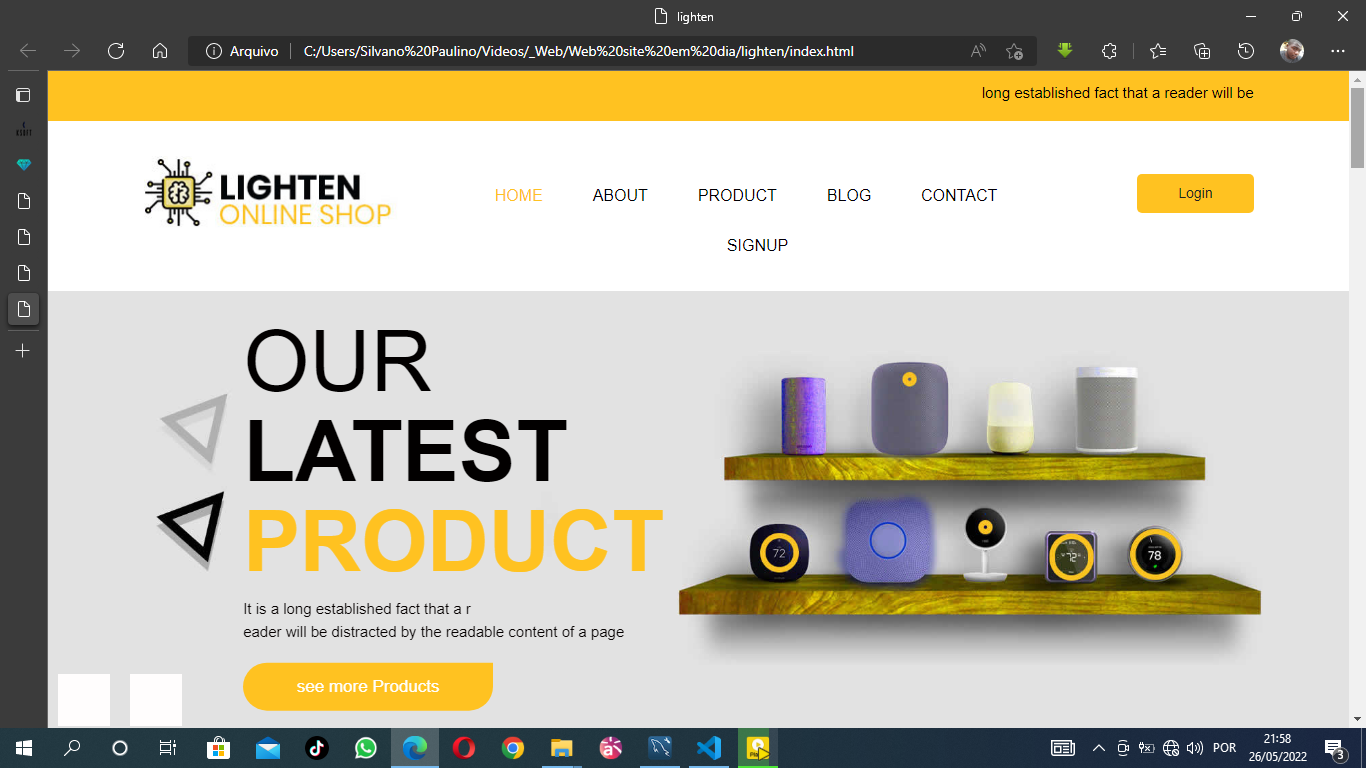 lighten
Arquivo
C:/Users/Silvano%20Paulino/Videos/_Web/Web%20site%20em%20dia/lighten/index.html
long established fact that a reader will be
LIGHTEN
ONLINE SHOP
HOME ABOUT PRODUCT BLOG CONTACT
SIGNUP
Login
OUR
LATEST
PRODUCT
It is a long established fact that a r
eader will be distracted by the readable content of a page
see more Products
72
72
78
POR
21:58
26/05/2022
3